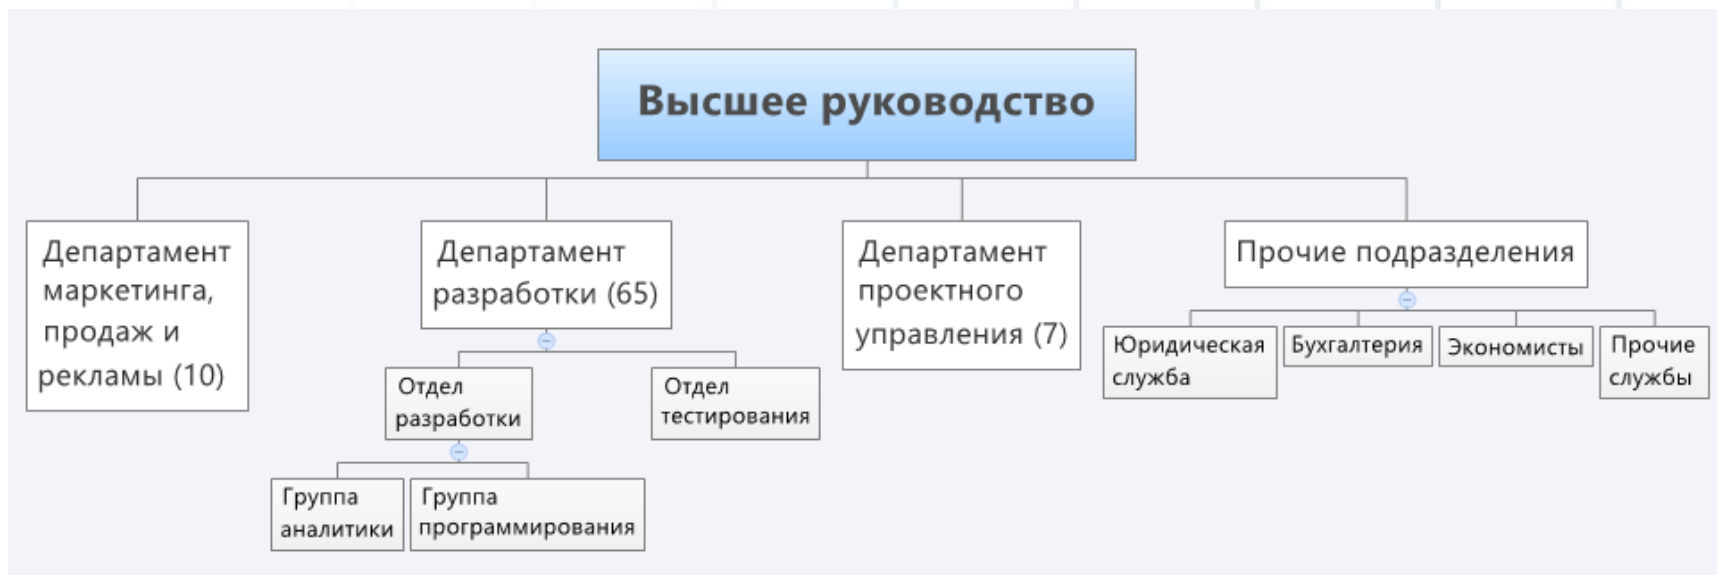 Высшее руководство
Департамент
маркетинга,
продаж и
рекламы (10)
Департамент
разработки (65)
Департамент
проектного
управления (7)
Прочие подразделения
Отдел
разработки
Отдел
тестирования
Группа
аналитики
Группа
программирования
Юридическая
служба
Бухгалтерия
Экономисты
Прочие
службы